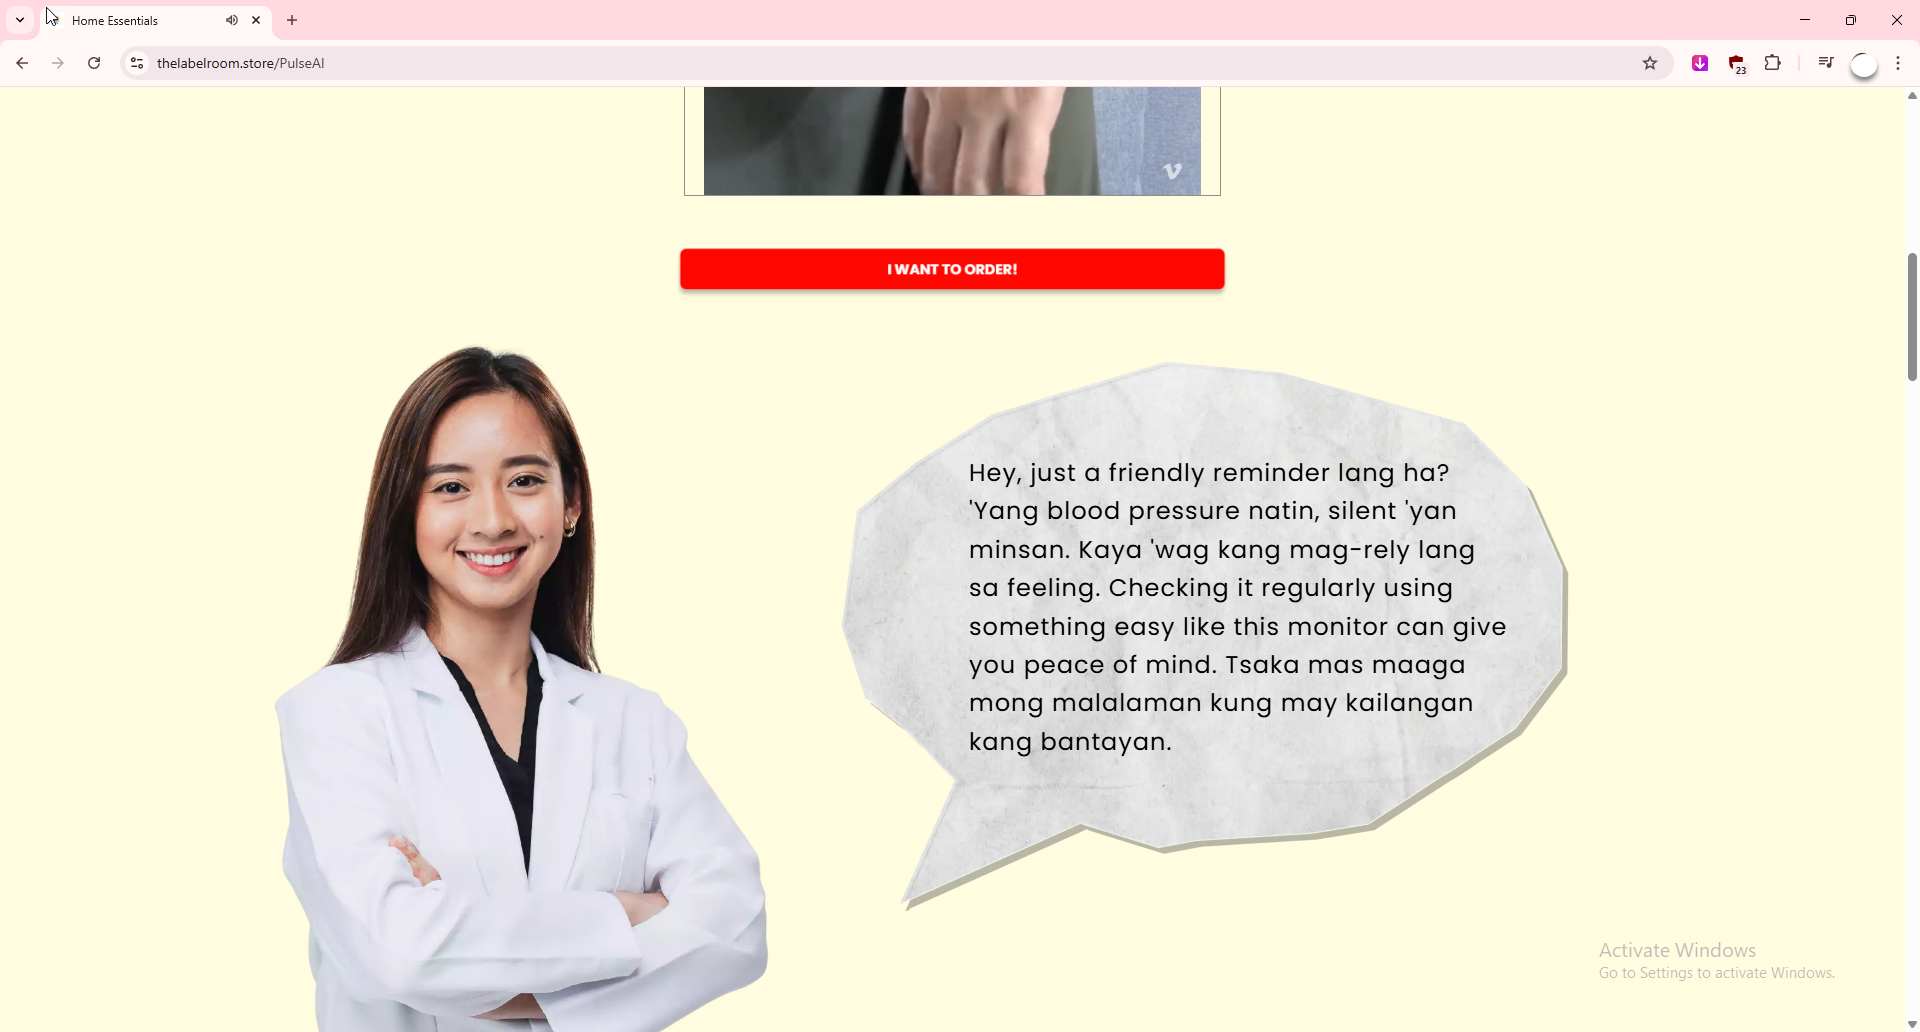 Home Essentials
thelabelroom.store/PulseAI
23
I WANT TO ORDER!
Hey, just a friendly reminder lang ha?
'Yang blood pressure natin, silent 'yan
minsan. Kaya 'wag kang mag-rely lang
sa feeling. Checking it regularly using
something easy like this monitor can give
you peace of mind. Tsaka mas maaga
mong malalaman kung may kailangan
kang bantayan.
Activate Windows
Go to Settings to activate Windows.